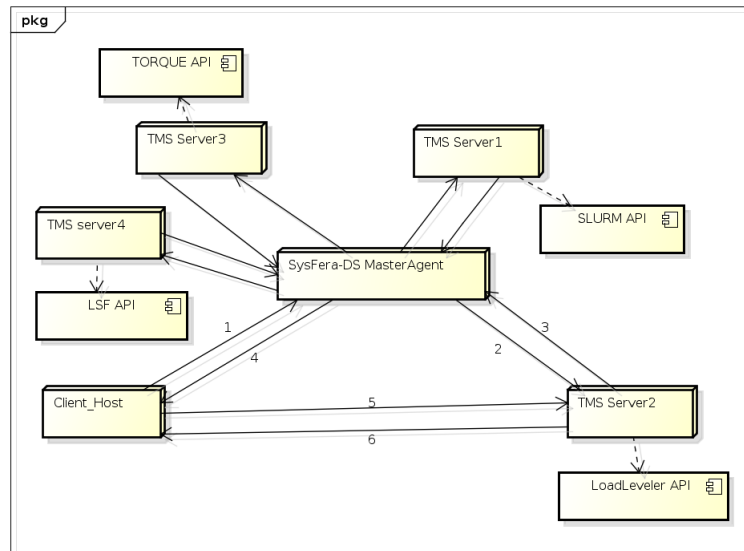 pkg
TORQUE API
TMS Server3
TMS Server1
SLURM API
TMS server4
SysFera-DS MasterAgent
LSF API
1
3
2
4
Client_Host
5
TMS Server2
6
LoadLeveler API